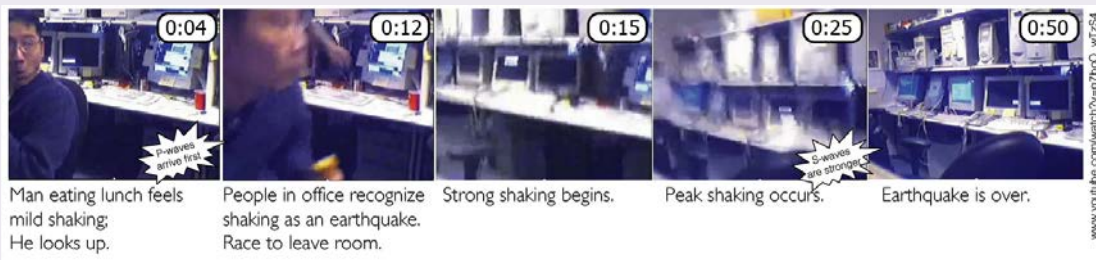 0:04
0:12
0:15
0:25
0:50
P-waves
arrive first
S-waves
are stronger
Man eating lunch feels
mild shaking;
He looks up.
People in office recognize
shaking as an earthquake.
Race to leave room.
Strong shaking begins.
Peak shaking occurs.
Earthquake is over.